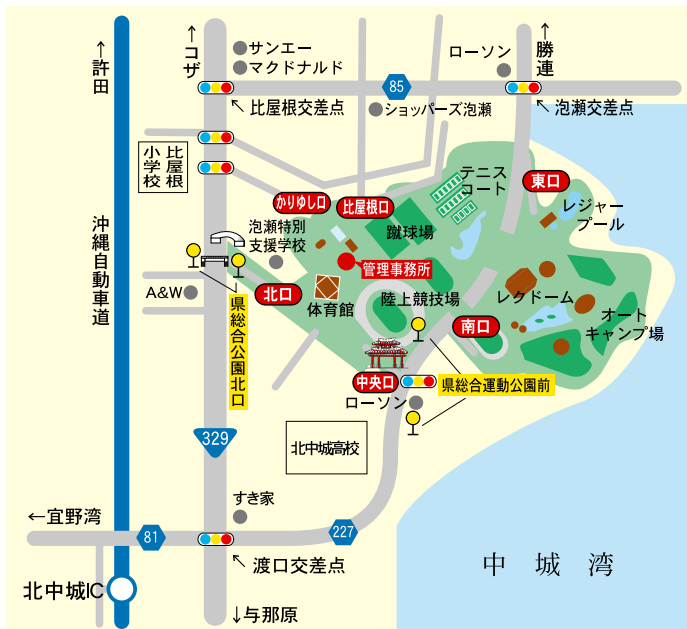 ↑許田
↑コザ
サンエー
マクドナルド
ローソン
↑勝連
85
↖比屋根交差点
ショッパーズ泡瀬
↖泡瀬交差点
比屋根
小学校
テニス
コート
東口
かりゆし口
比屋根口
レジャー
プール
泡瀬特別
支援学校
蹴球場
管理事務所
沖縄自動車道
A&W
北口
体育館
陸上競技場
レクドーム
オート
キャンプ場
南口
県総合公園北口
中央口
県総合運動公園前
ローソン
329
北中城高校
すき家
←宜野湾
81
227
↖渡口交差点
中城湾
北中城IC
↓与那原